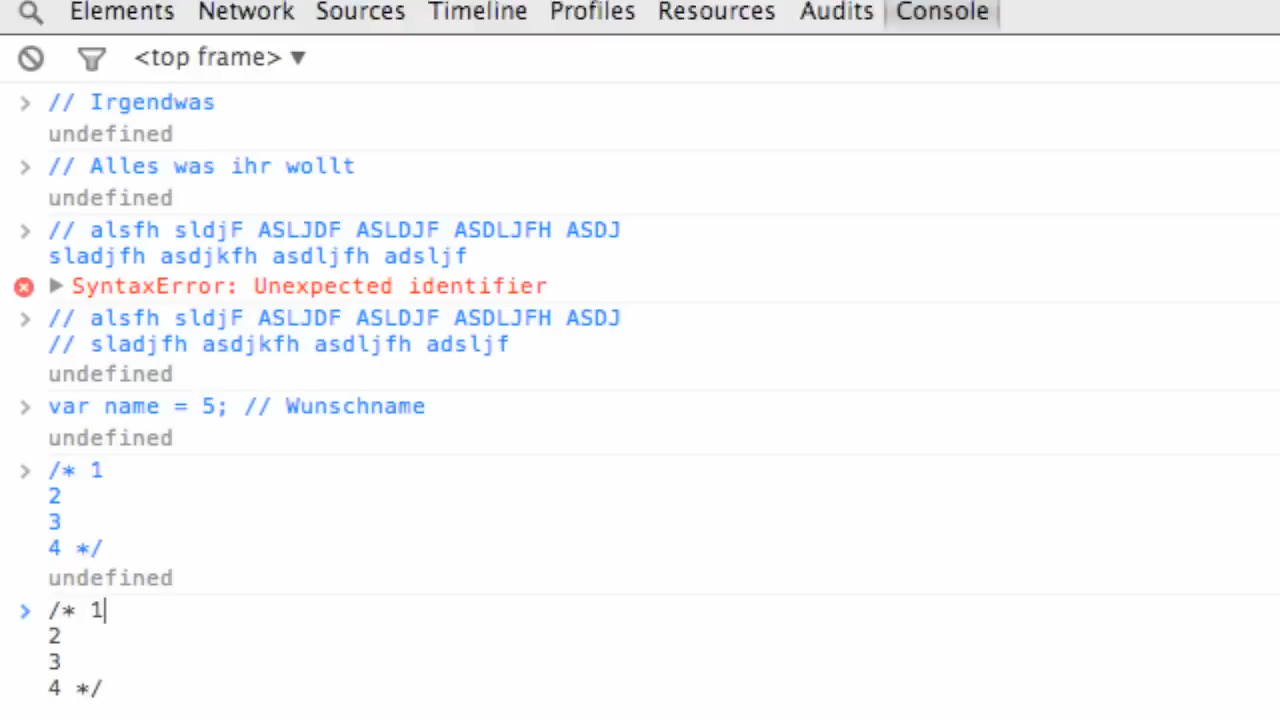 Elements Network Sources Timeline Profiles Resources Audits Console
<top frame> ▼
> // Irgendwas
undefined
> // Alles was ihr wollt
undefined
> // alsfh sldjF ASLJDF ASLDJF ASDLJFH ASDJ
sladjfh asdjkfh asdljfh adsljf
SyntaxError: Unexpected identifier
> // alsfh sldjF ASLJDF ASLDJF ASDLJFH ASDJ
// sladjfh asdjkfh asdljfh adsljf
undefined
> var name = 5; // Wunschname
undefined
> /* 1
2
3
4 */
undefined
> /* 1
2
3
4 */